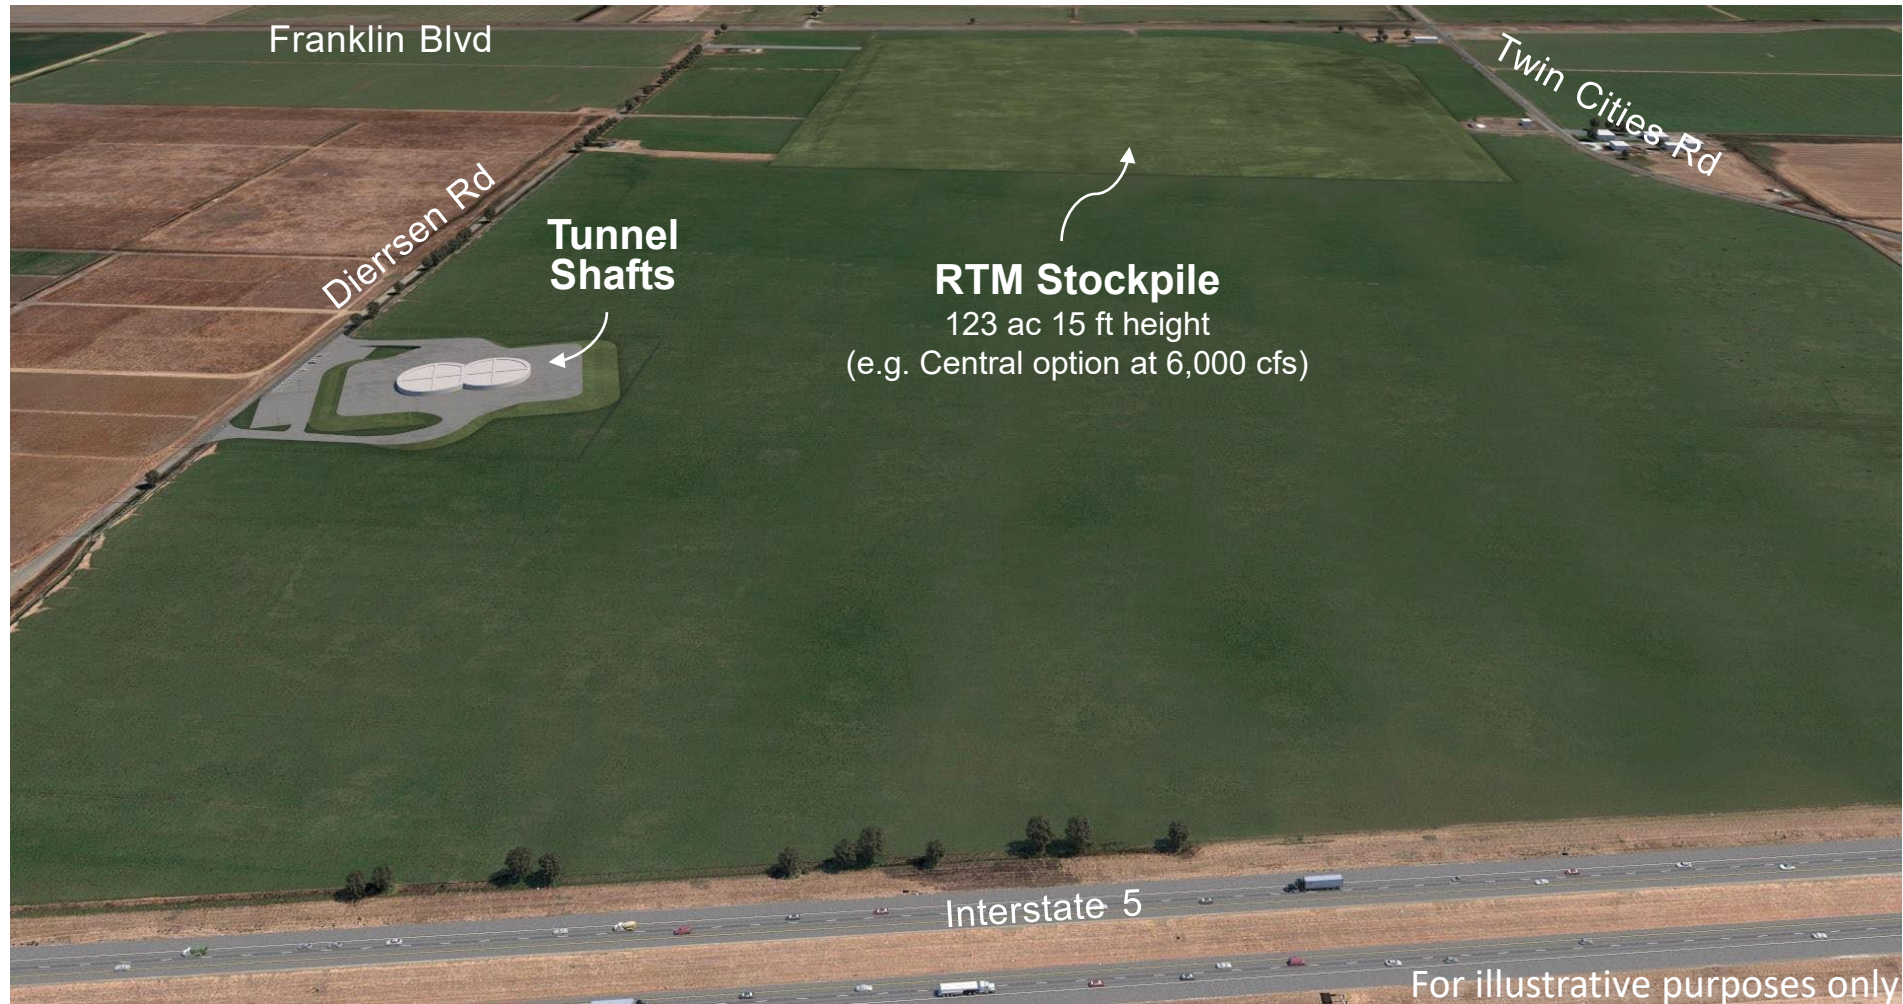 Franklin Blvd
Twin Cities Rd
Dierrsen Rd
Tunnel
Shafts
RTM Stockpile
123 ac 15 ft height
(e.g. Central option at 6,000 cfs)
Interstate 5
For illustrative purposes only